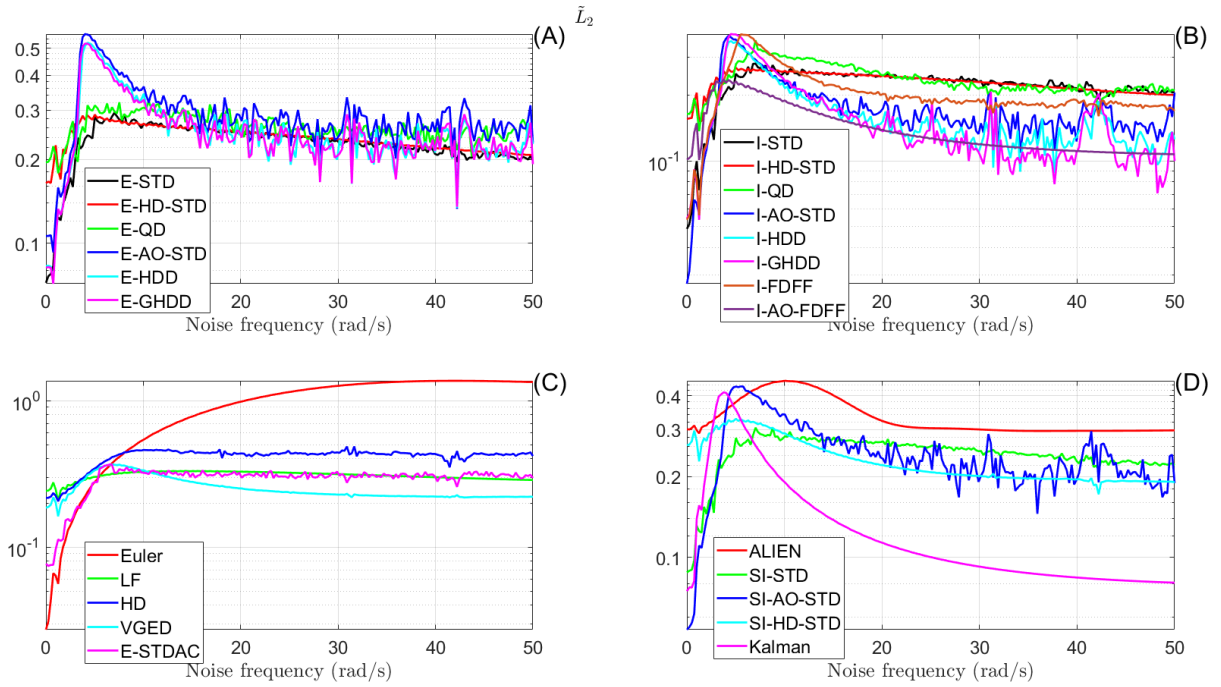 L̃₂
(A)
0.5
0.4
0.3
0.2
0.1
E-STD
E-HD-STD
E-QD
E-AO-STD
E-HDD
E-GHDD
0 10 20 30 40 50
Noise frequency (rad/s)
(B)
10⁻¹
I-STD
I-HD-STD
I-QD
I-AO-STD
I-HDD
I-GHDD
I-FDFF
I-AO-FDFF
0 20 30 40 50
Noise frequency (rad/s)
(C)
10⁰
10⁻¹
Euler
LF
HD
VGED
E-STDAC
0 20 30 40 50
Noise frequency (rad/s)
(D)
0.4
0.3
0.2
0.1
ALIEN
SI-STD
SI-AO-STD
SI-HD-STD
Kalman
0 20 30 40 50
Noise frequency (rad/s)